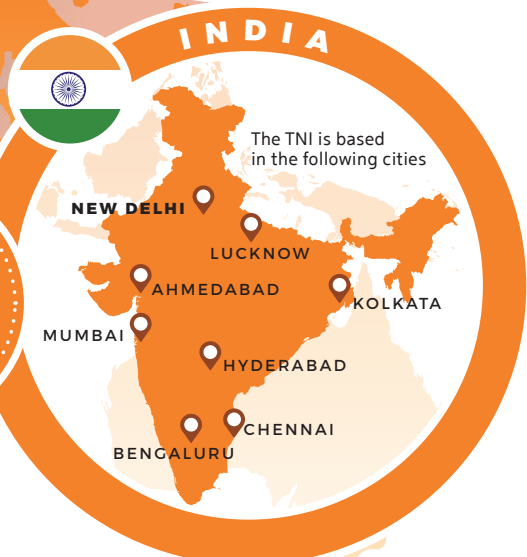 INDIA
The TNI is based
in the following cities
NEW DELHI
LUCKNOW
AHMEDABAD
KOLKATA
MUMBAI
HYDERABAD
CHENNAI
BENGALURU